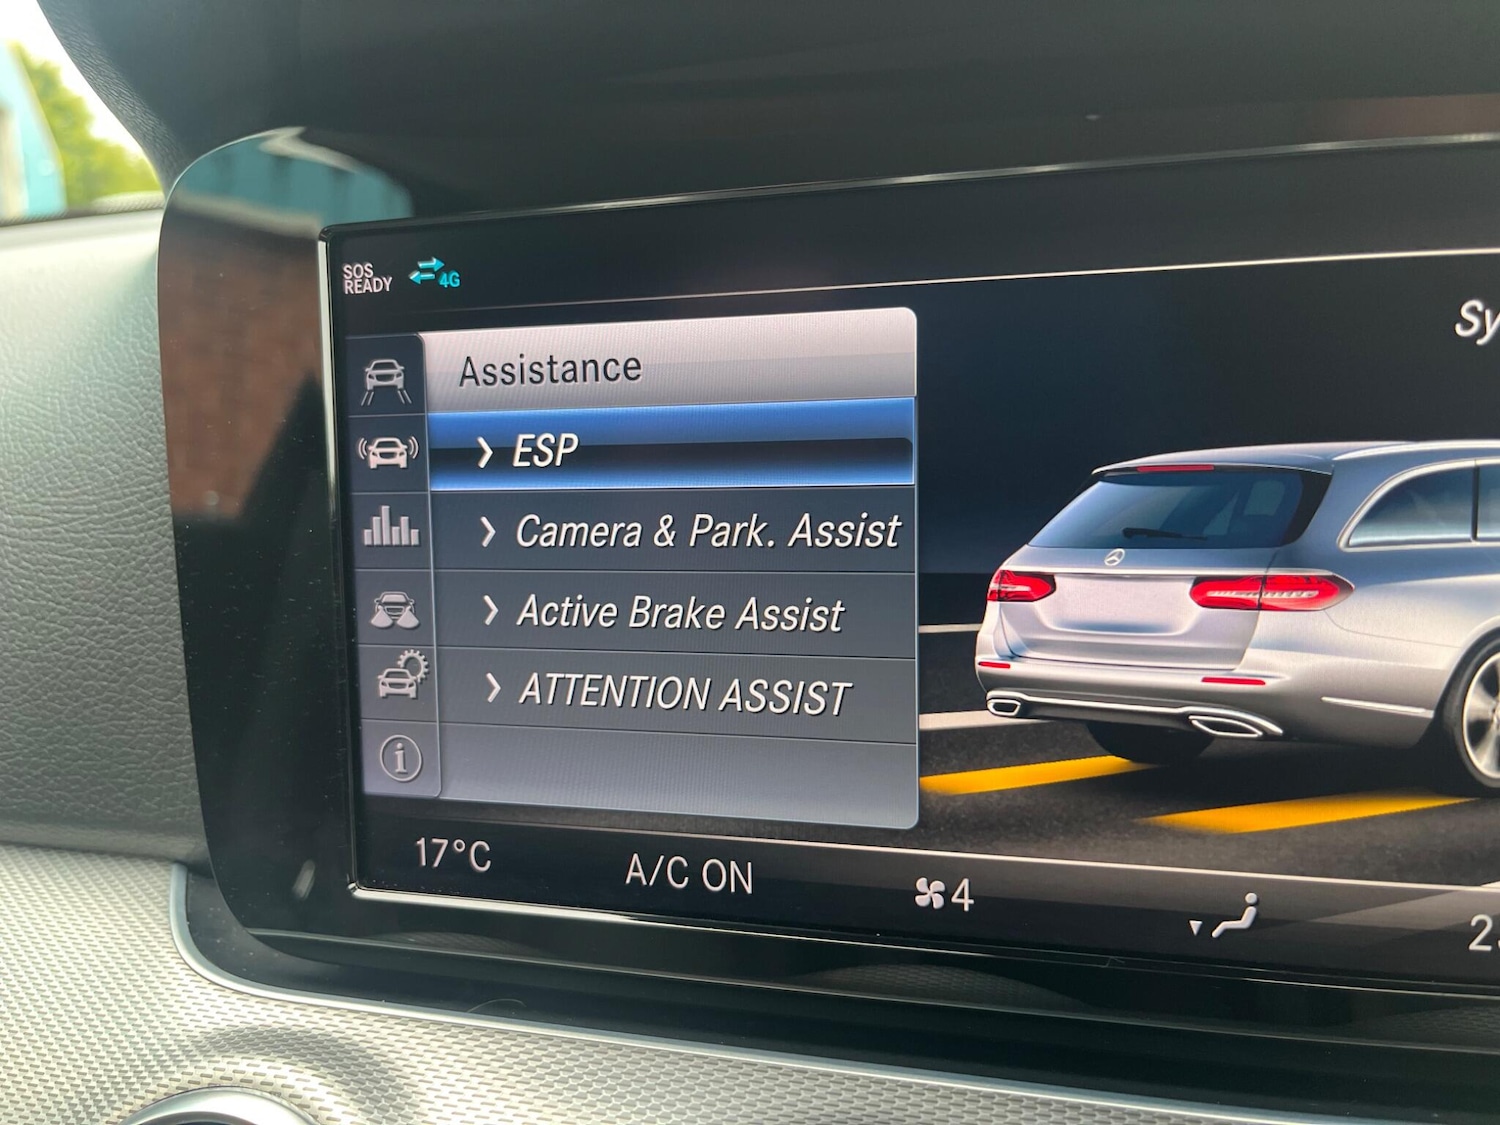 SOS
READY
4G
Assistance
ESP
Camera & Park. Assist
Active Brake Assist
ATTENTION ASSIST
17°C
A/C ON
4